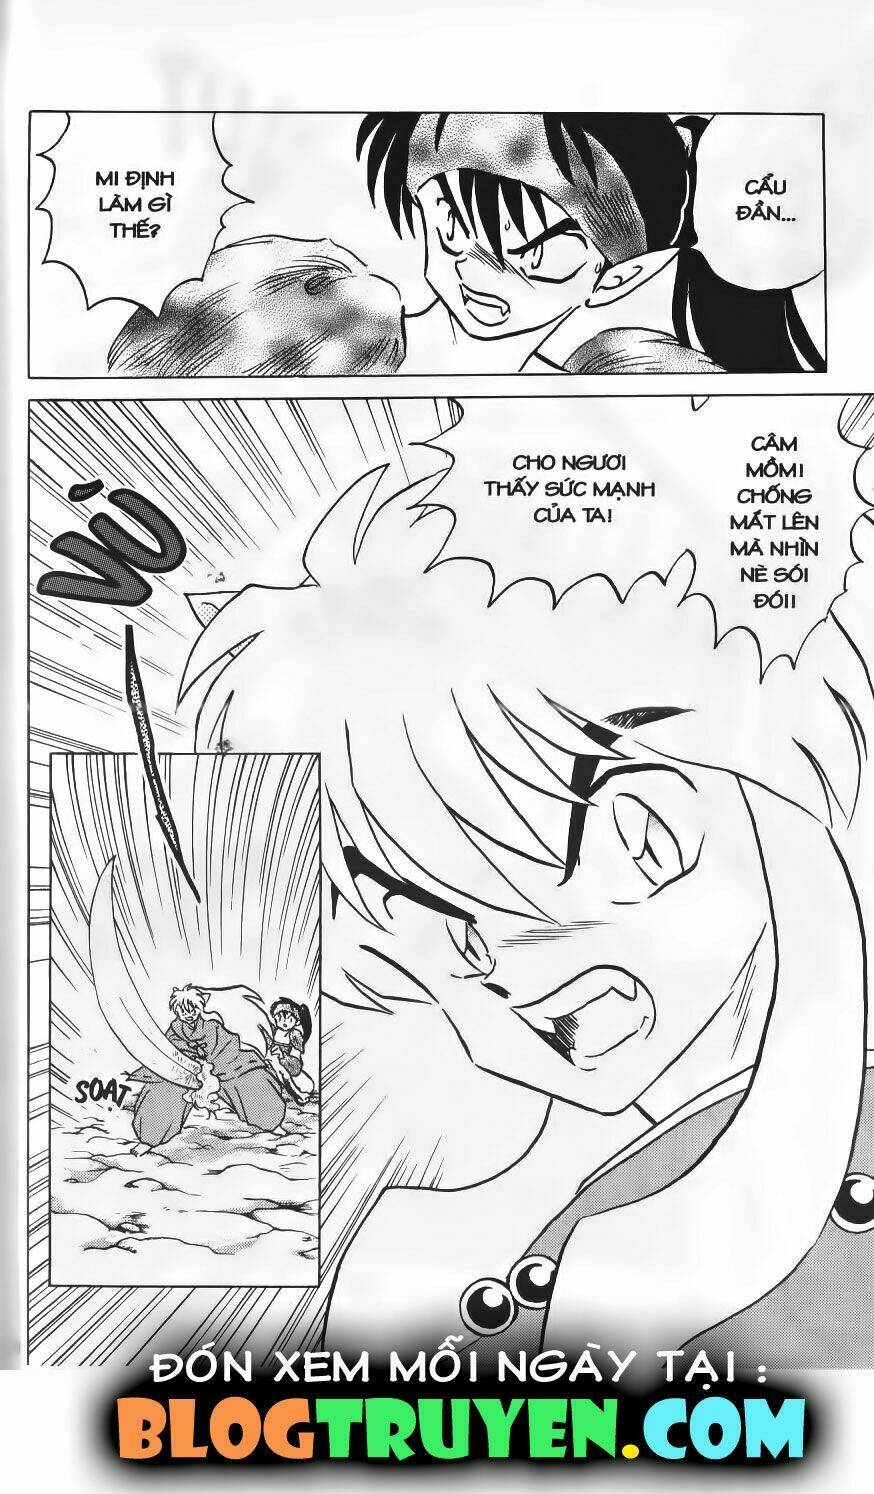 CẨU
ĐẦN...
MI ĐỊNH
LÀM GÌ
THẾ?
CÂM
MỒM!
CHỐNG
MẮT LÊN
MÀ NHÌN
NÈ SÓI
ĐÓI!
CHO NGƯƠI
THẤY SỨC MẠNH
CỦA TA!
VÙ
SOẠT
ĐÓN XEM MỖI NGÀY TẠI :
BLOGTRUYEN.COM